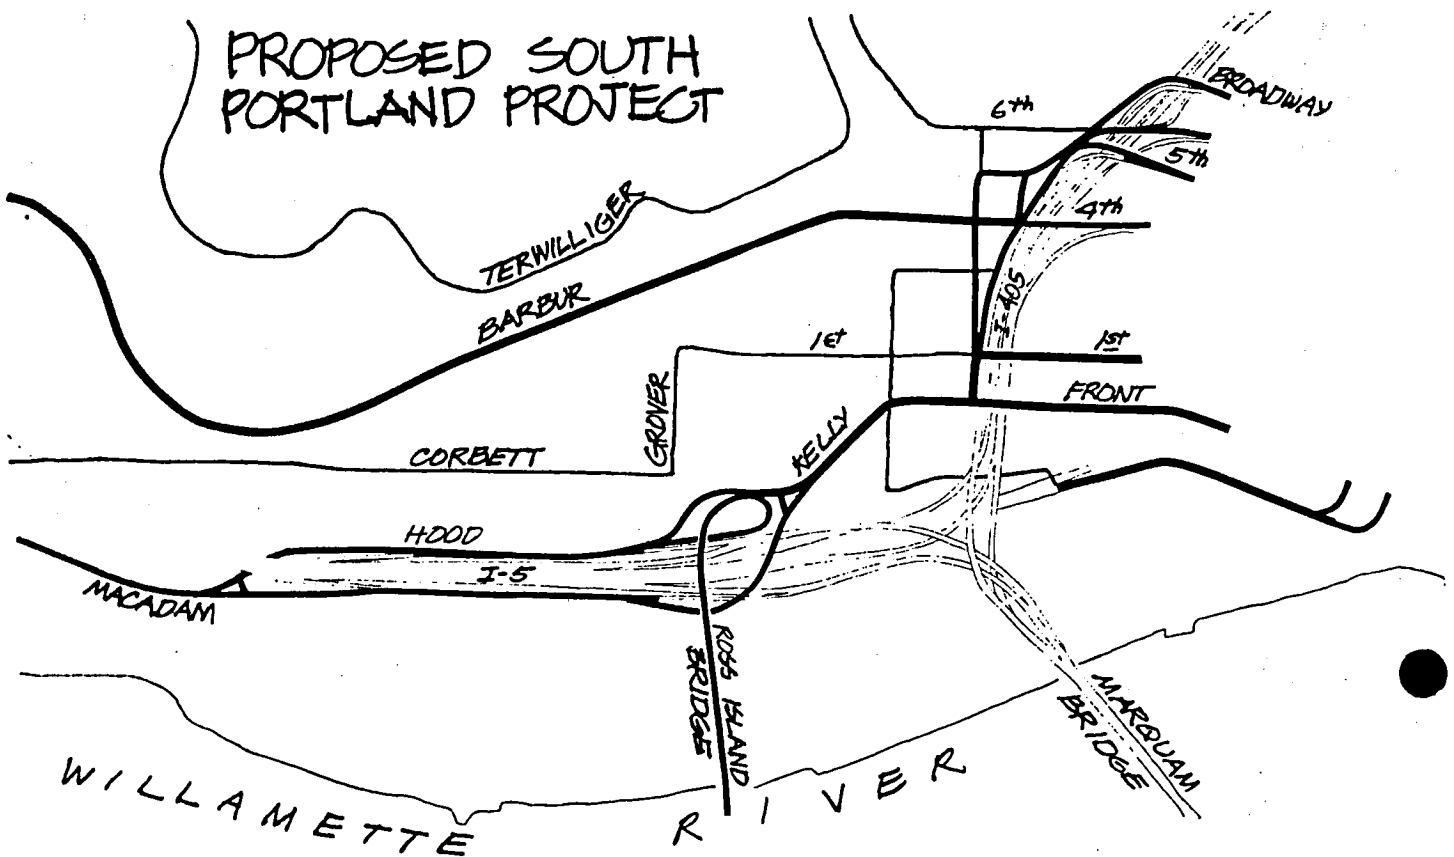 PROPOSED SOUTH
PORTLAND PROJECT
BROADWAY
6th
5th
4th
TERWILLIGER
BARBUR
I-405
1st
1st
FRONT
GROVER
KELLY
CORBETT
HOOD
I-5
MACADAM
ROSS ISLAND
BRIDGE
MARQUAM
BRIDGE
WILLAMETTE RIVER